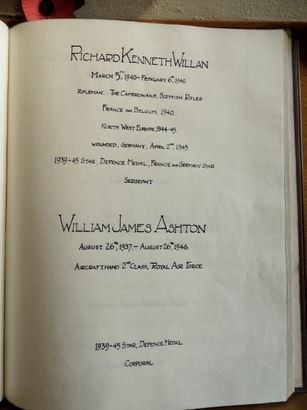 Richard Kenneth Willan
March 5th, 1940 – February 6th, 1946
Rifleman, The Cameronians, Scottish Rifles
France and Belgium, 1940.
North West Europe, 1944-45
wounded, Germany, April 2nd, 1945
1939-45 Star, Defence Medal, France and Germany Star
Sergeant
William James Ashton
August 26th, 1937. – August 26th, 1946
Aircrafthand 2nd Class, Royal Air Force
1939-45 Star, Defence Medal
Corporal